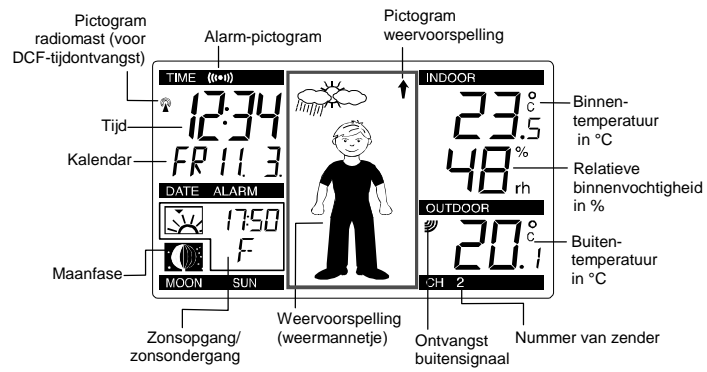 Pictogram
radiomast (voor
DCF-tijdontvangst)
Alarm-pictogram
Pictogram
weervoorspelling
TIME
12:34
FR 11. 3.
DATE ALARM
17:50
F
MOON SUN
INDOOR
23.5 °C
48 % rh
OUTDOOR
20.1 °C
CH 2
Tijd
Kalendar
Maanfase
Zonsopgang/
zonsondergang
Weervoorspelling
(weermannetje)
Ontvangst
buitensignaal
Nummer van zender
Binnen-
temperatuur
in °C
Relatieve
binnenvochtigheid
in %
Buiten-
temperatuur
in °C